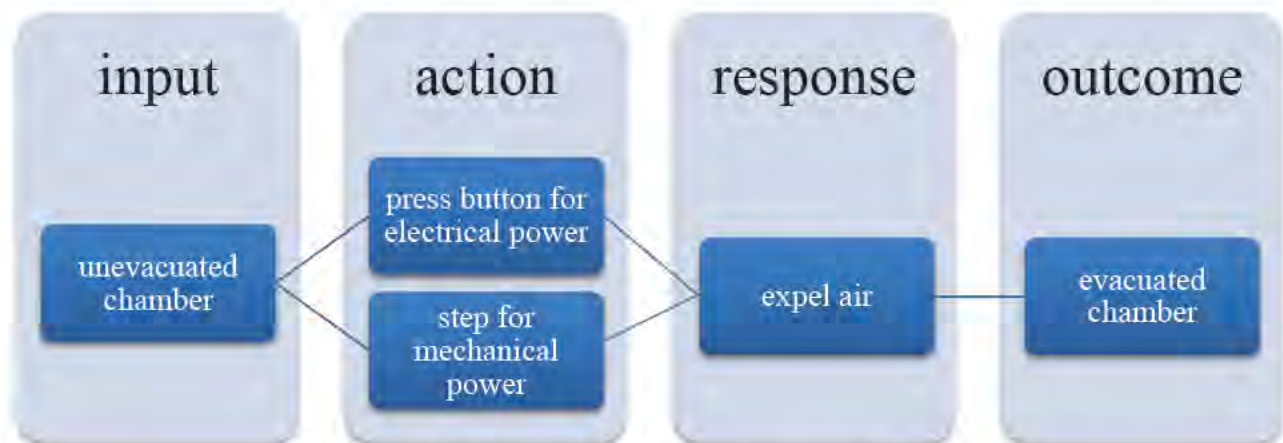 input
action
response
outcome
unevacuated
chamber
press button for
electrical power
step for
mechanical
power
expel air
evacuated
chamber